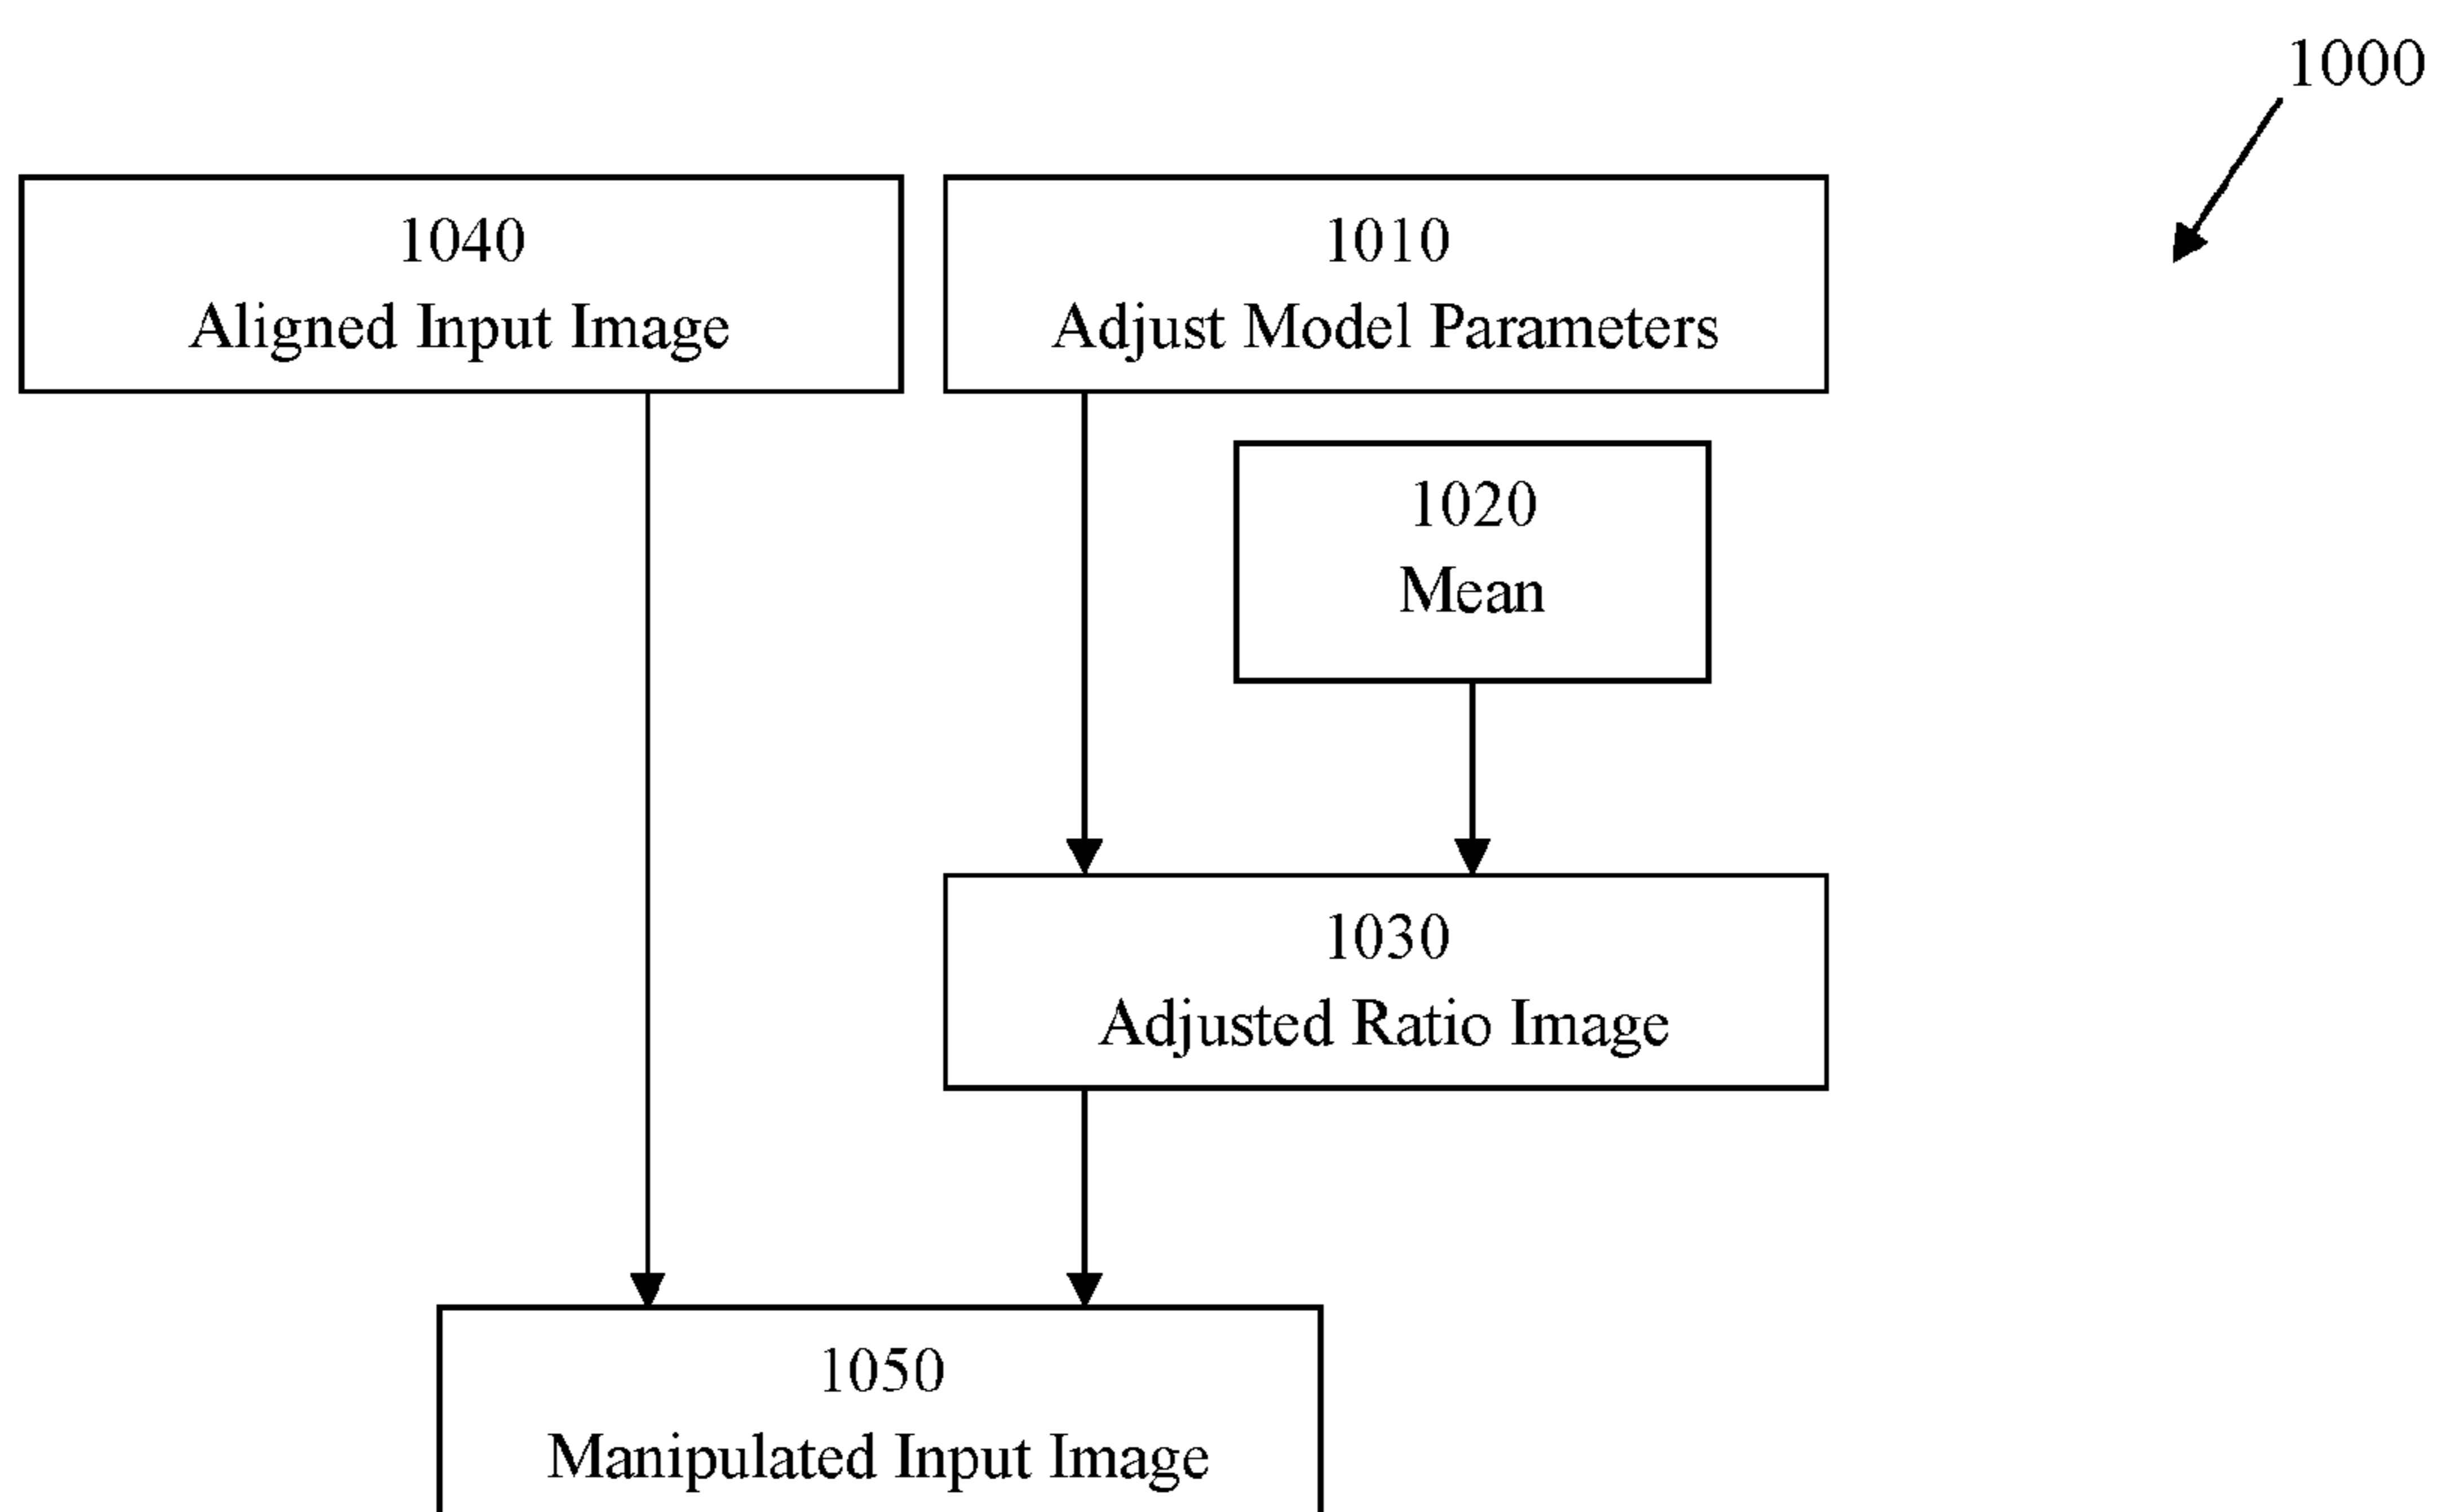 1000
1040
Aligned Input Image
1010
Adjust Model Parameters
1020
Mean
1030
Adjusted Ratio Image
1050
Manipulated Input Image